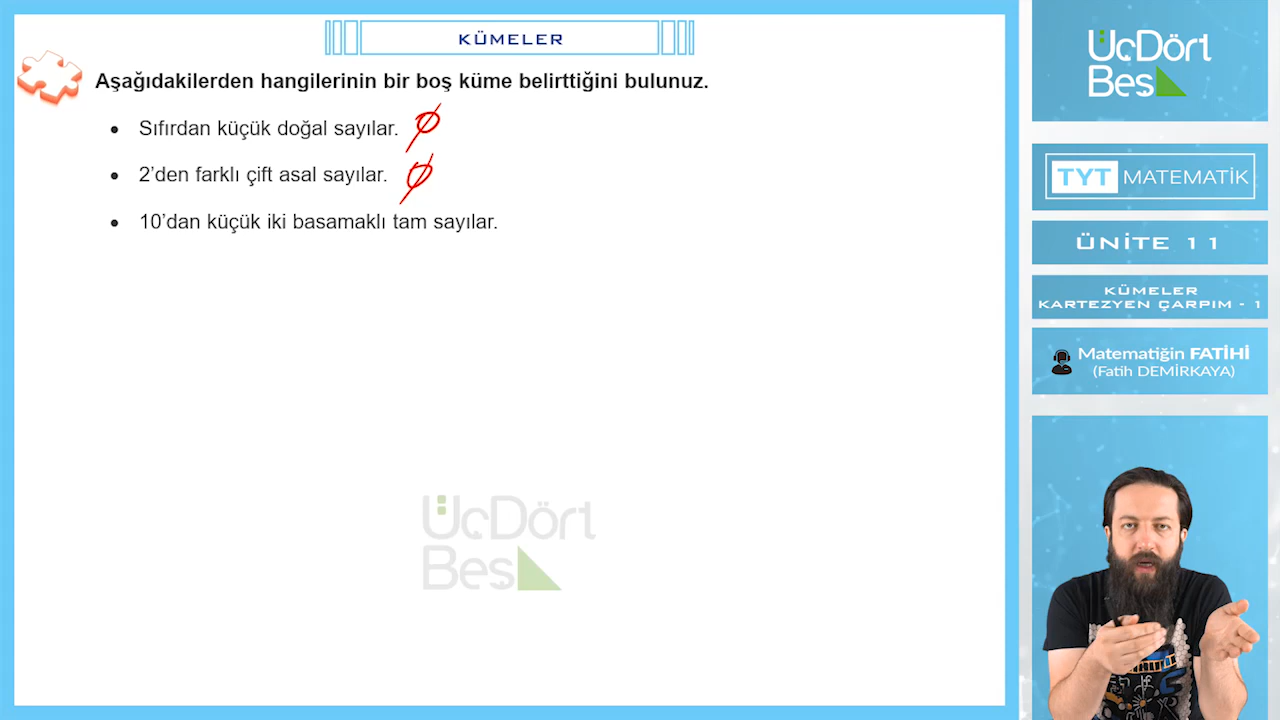 KÜMELER
Aşağıdakilerden hangilerinin bir boş küme belirttiğini bulunuz.
• Sıfırdan küçük doğal sayılar. ∅
• 2'den farklı çift asal sayılar. ∅
• 10'dan küçük iki basamaklı tam sayılar.
ÜçDört
Beş
ÜçDört
Beş
TYT MATEMATİK
ÜNİTE 11
KÜMELER
KARTEZYEN ÇARPIM - 1
Matematiğin FATİHİ
(Fatih DEMİRKAYA)